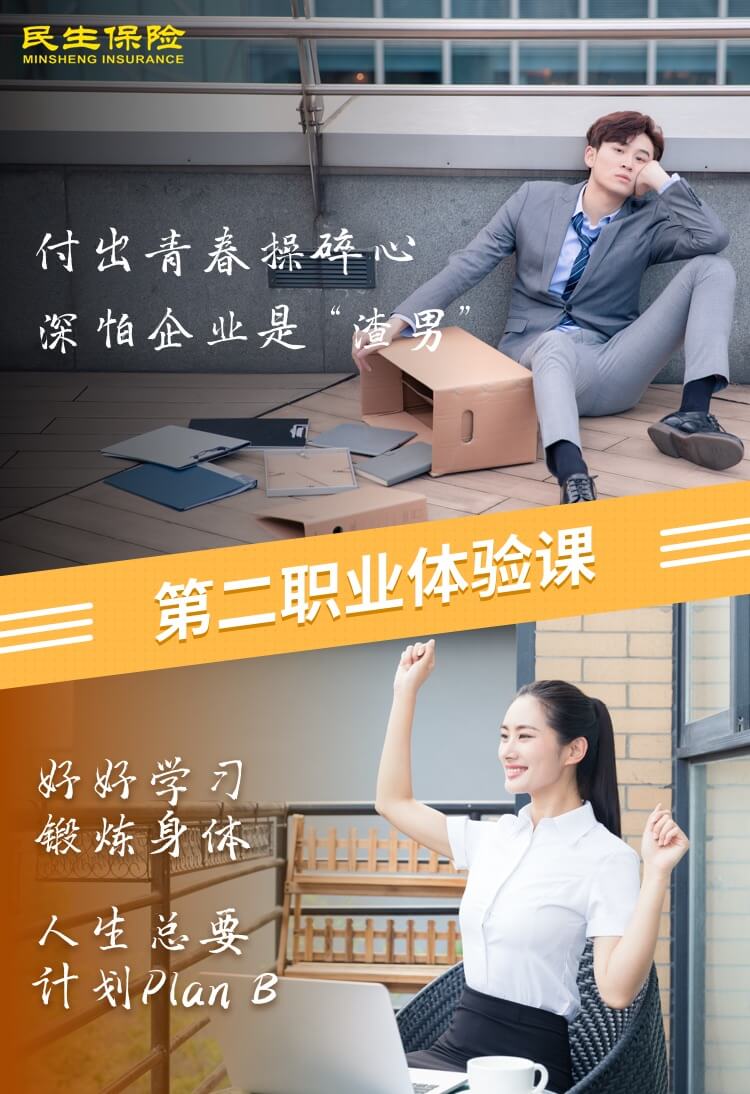 民生保险
MINSHENG INSURANCE
付出青春操碎心
深怕企业是“渣男”
第二职业体验课
好好学习
锻炼身体
人生总要
计划Plan B